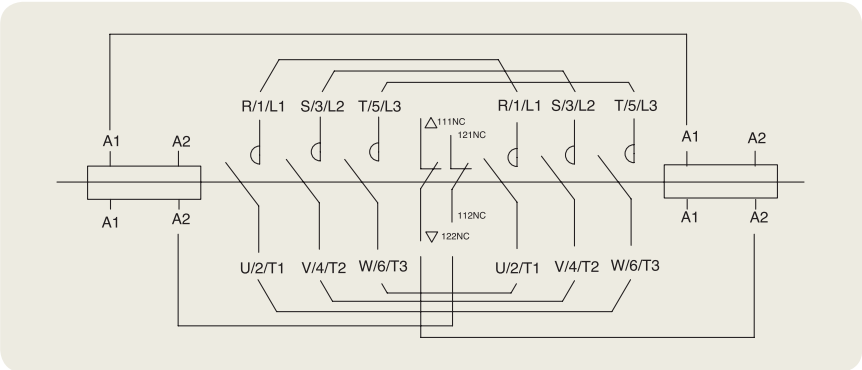 R/1/L1 S/3/L2 T/5/L3 R/1/L1 S/3/L2 T/5/L3
111NC
121NC
A1 A2 A1 A2
A1 A2 A1 A2
112NC
122NC
U/2/T1 V/4/T2 W/6/T3 U/2/T1 V/4/T2 W/6/T3